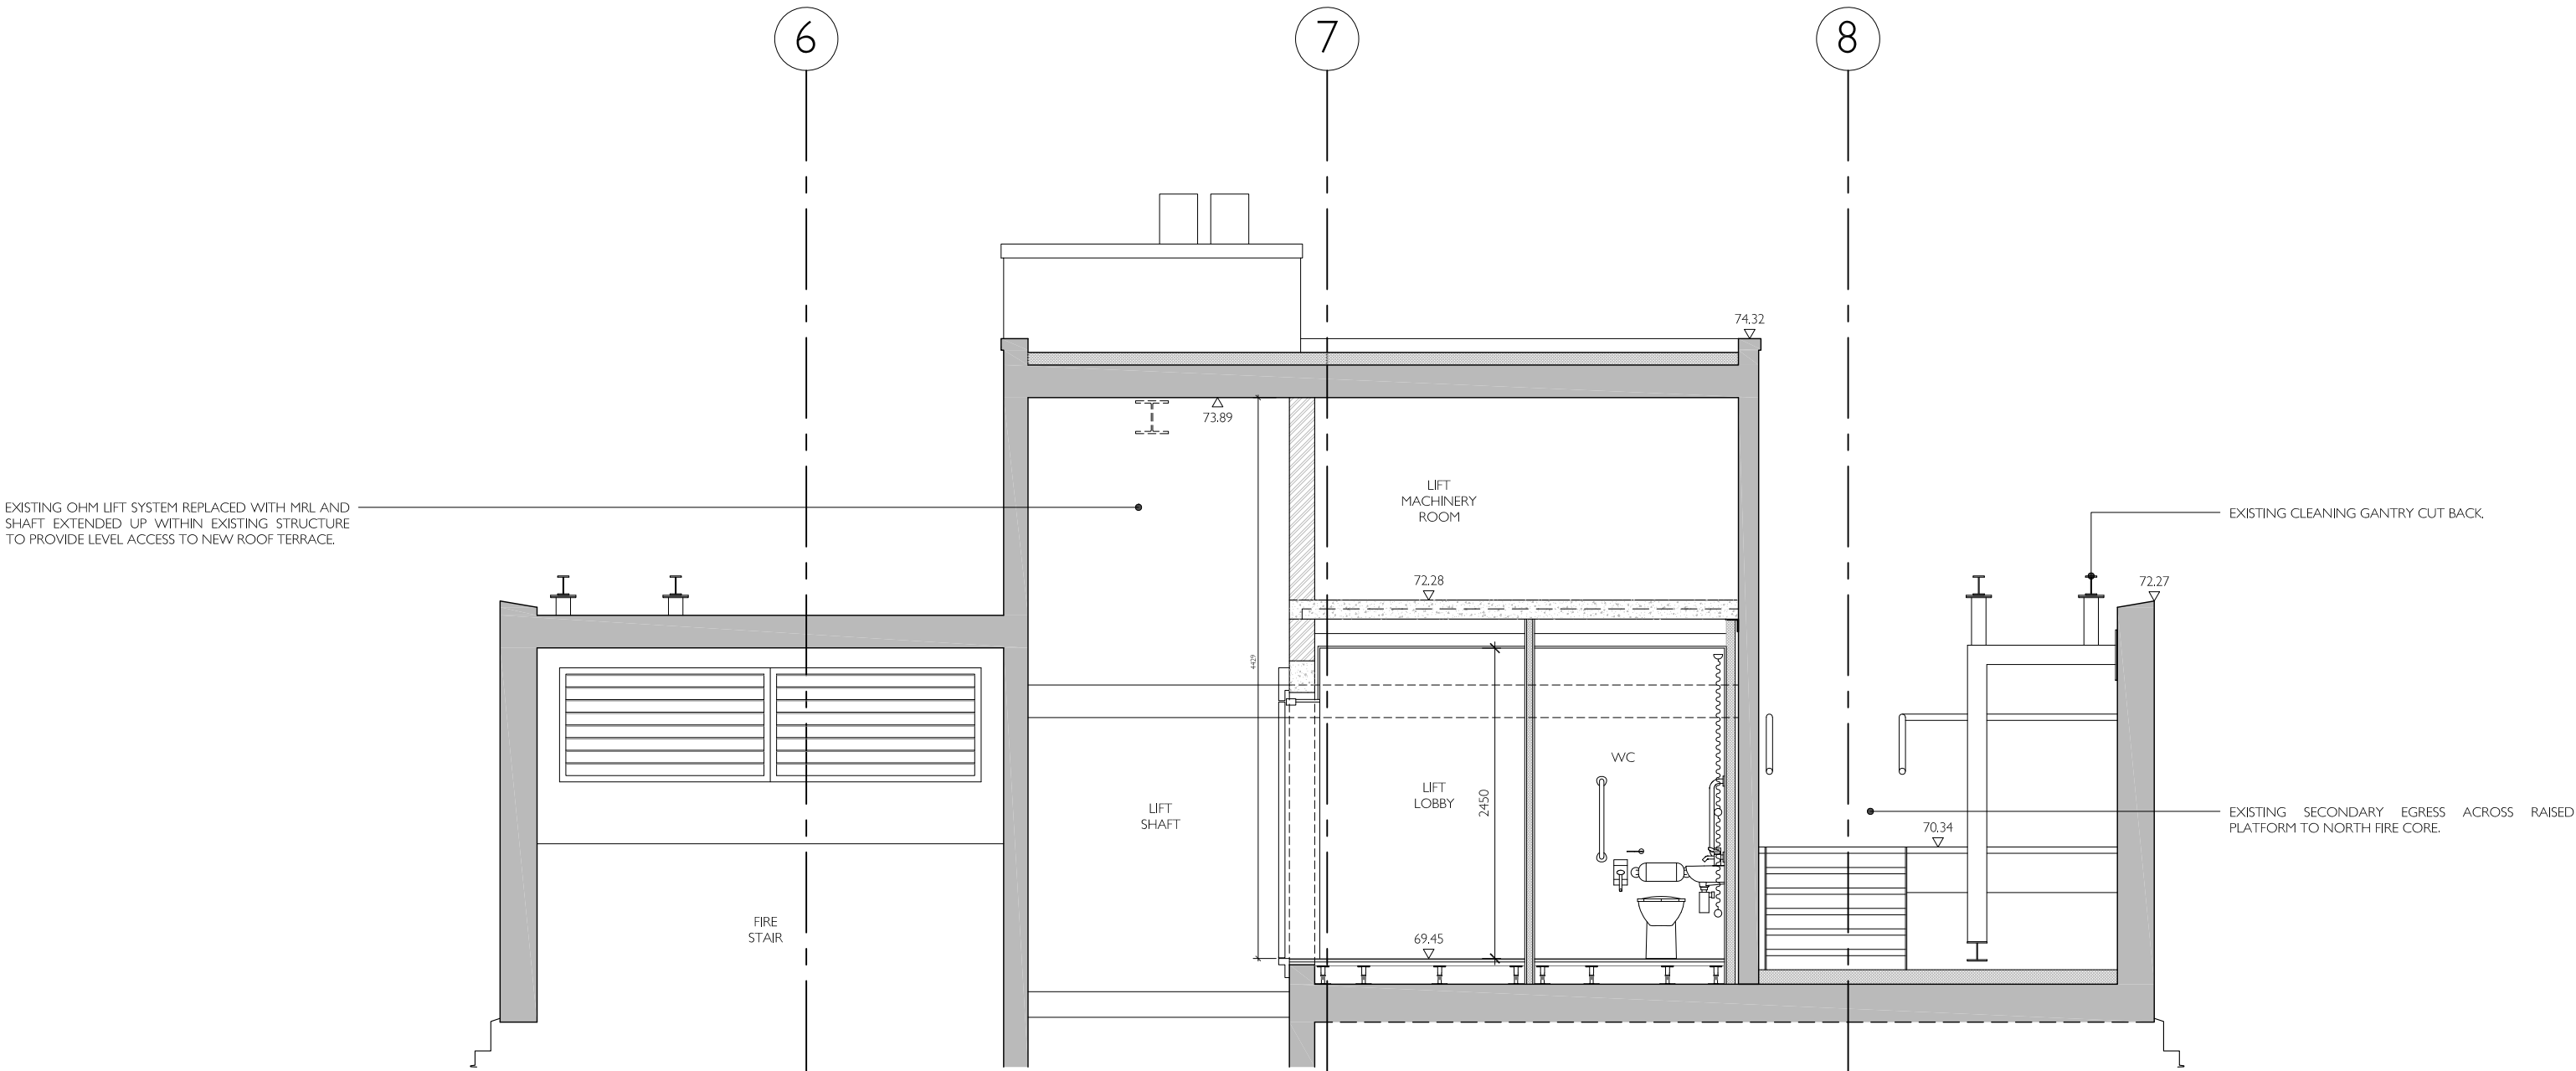 6
7
8
74.32
73.89
LIFT
MACHINERY
ROOM
EXISTING OHM LIFT SYSTEM REPLACED WITH MRL AND
SHAFT EXTENDED UP WITHIN EXISTING STRUCTURE
TO PROVIDE LEVEL ACCESS TO NEW ROOF TERRACE.
EXISTING CLEANING GANTRY CUT BACK.
72.28
72.27
4429
WC
LIFT
LOBBY
2450
LIFT
SHAFT
EXISTING SECONDARY EGRESS ACROSS RAISED
PLATFORM TO NORTH FIRE CORE.
70.34
FIRE
STAIR
69.45